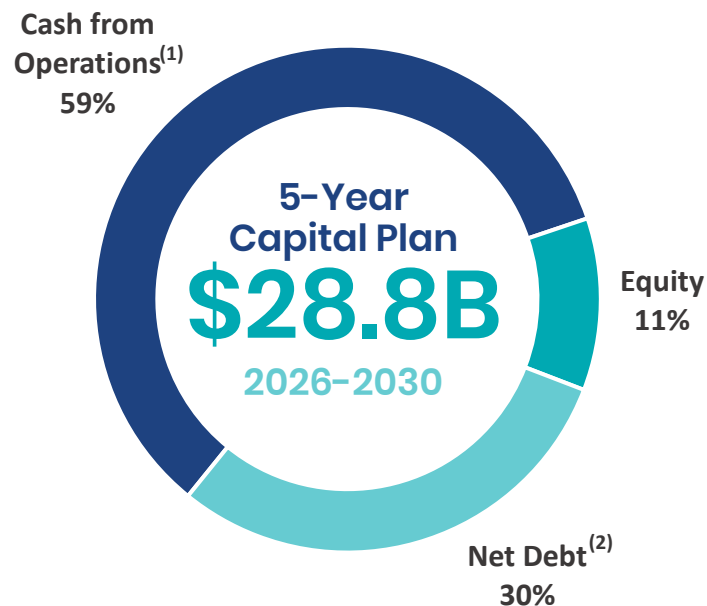 Cash from
Operations(1)
59%
5-Year
Capital Plan
$28.8B
2026-2030
Equity
11%
Net Debt(2)
30%